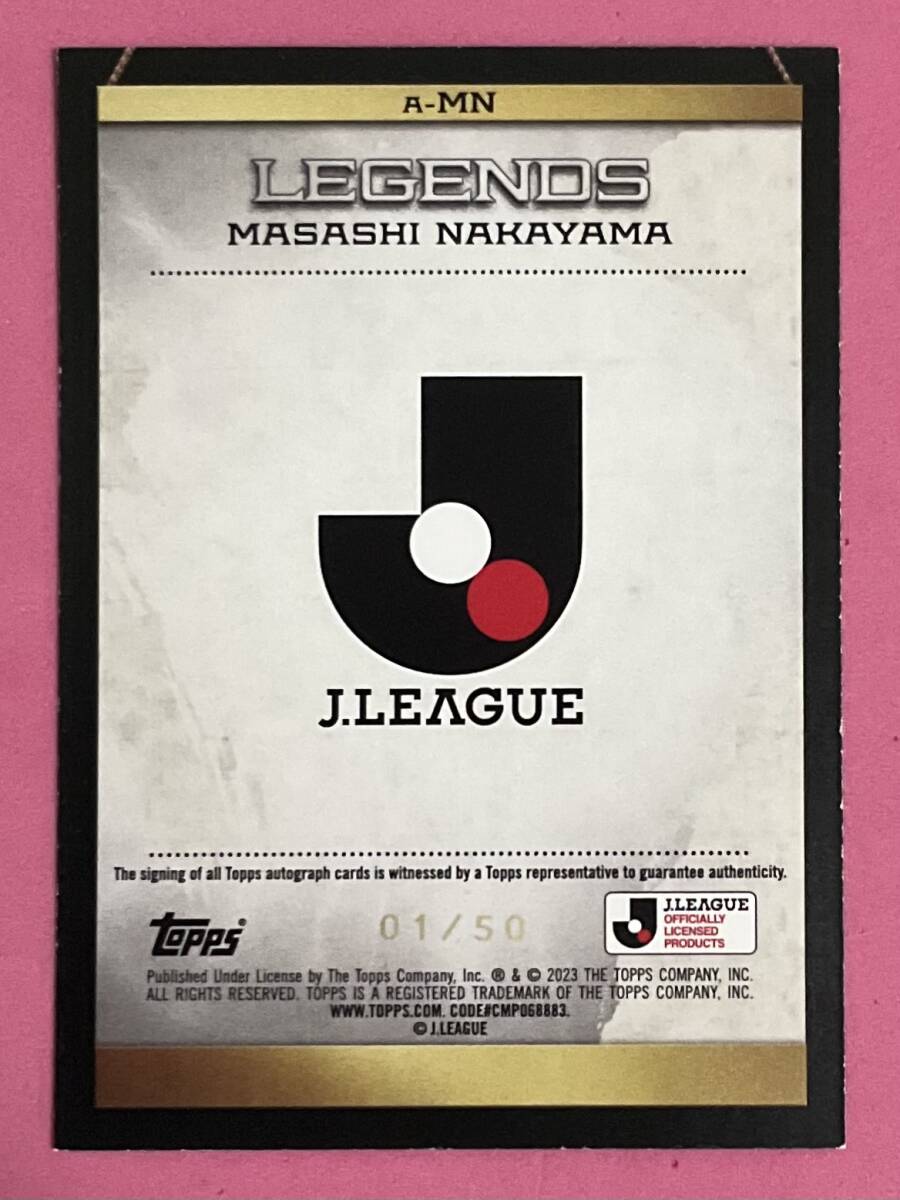 A-MN
LEGENDS
MASASHI NAKAYAMA
J.LEAGUE
The signing of all Topps autograph cards is witnessed by a Topps representative to guarantee authenticity.
topps®
01/50
J.LEAGUE
OFFICIALLY
LICENSED
PRODUCTS
Published Under License by The Topps Company, Inc. ® & © 2023 THE TOPPS COMPANY, INC.
ALL RIGHTS RESERVED. TOPPS IS A REGISTERED TRADEMARK OF THE TOPPS COMPANY, INC.
WWW.TOPPS.COM. CODE#CMP068883.
© J.LEAGUE